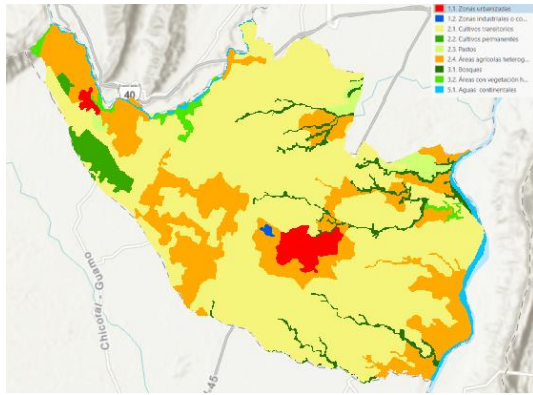 1.1. Zonas urbanizadas
1.2. Zonas industriales o co...
2.1. Cultivos transitorios
2.2. Cultivos permanentes
2.3. Pastos
2.4. Áreas agrícolas heterog...
3.1. Bosques
3.2. Áreas con vegetación h...
5.1. Aguas continentales
40
Chicoral - Guamo
-45